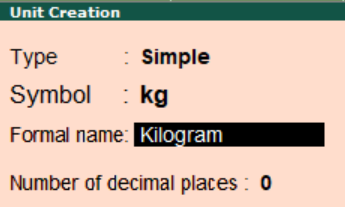 Unit Creation
Type : Simple
Symbol : kg
Formal name: Kilogram
Number of decimal places : 0